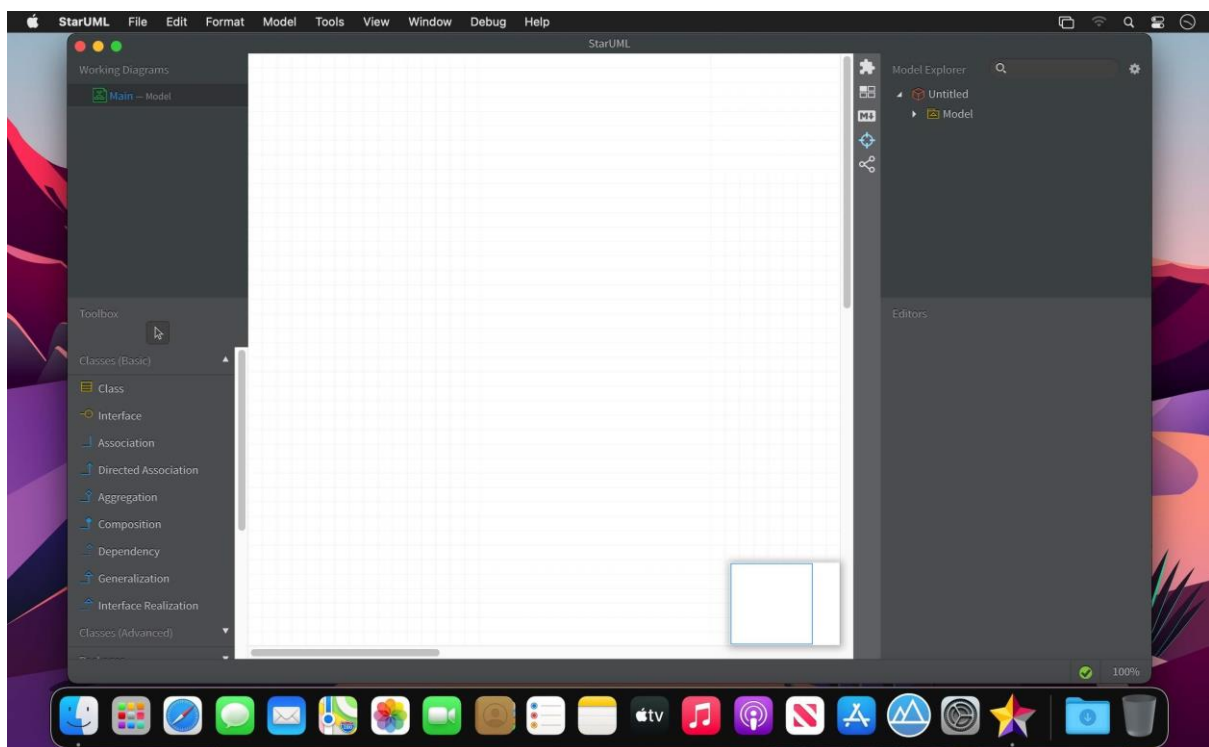 StarUML File Edit Format Model Tools View Window Debug Help
StarUML
Working Diagrams
Main — Model
Toolbox
Classes (Basic)
Class
Interface
Association
Directed Association
Aggregation
Composition
Dependency
Generalization
Interface Realization
Classes (Advanced)
M
Model Explorer
Untitled
Model
Editors
100%
tv